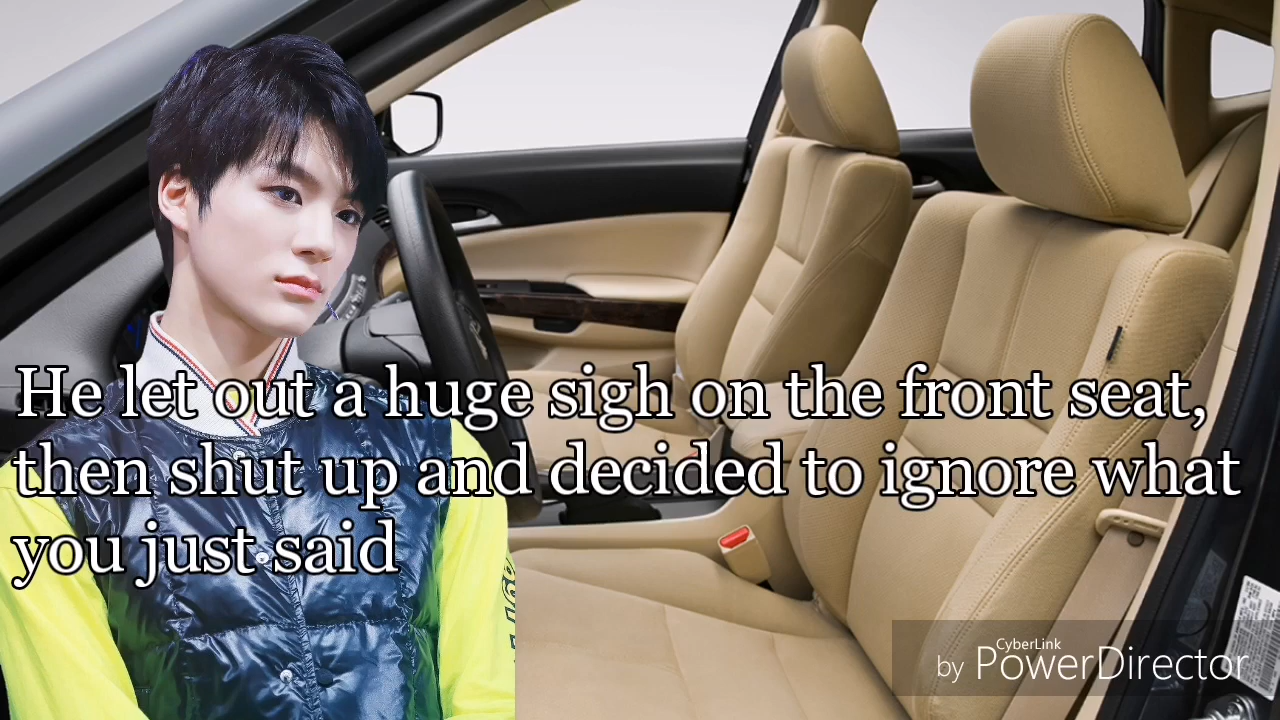 He let out a huge sigh on the front seat,
then shut up and decided to ignore what
you just said
CyberLink
by PowerDirector